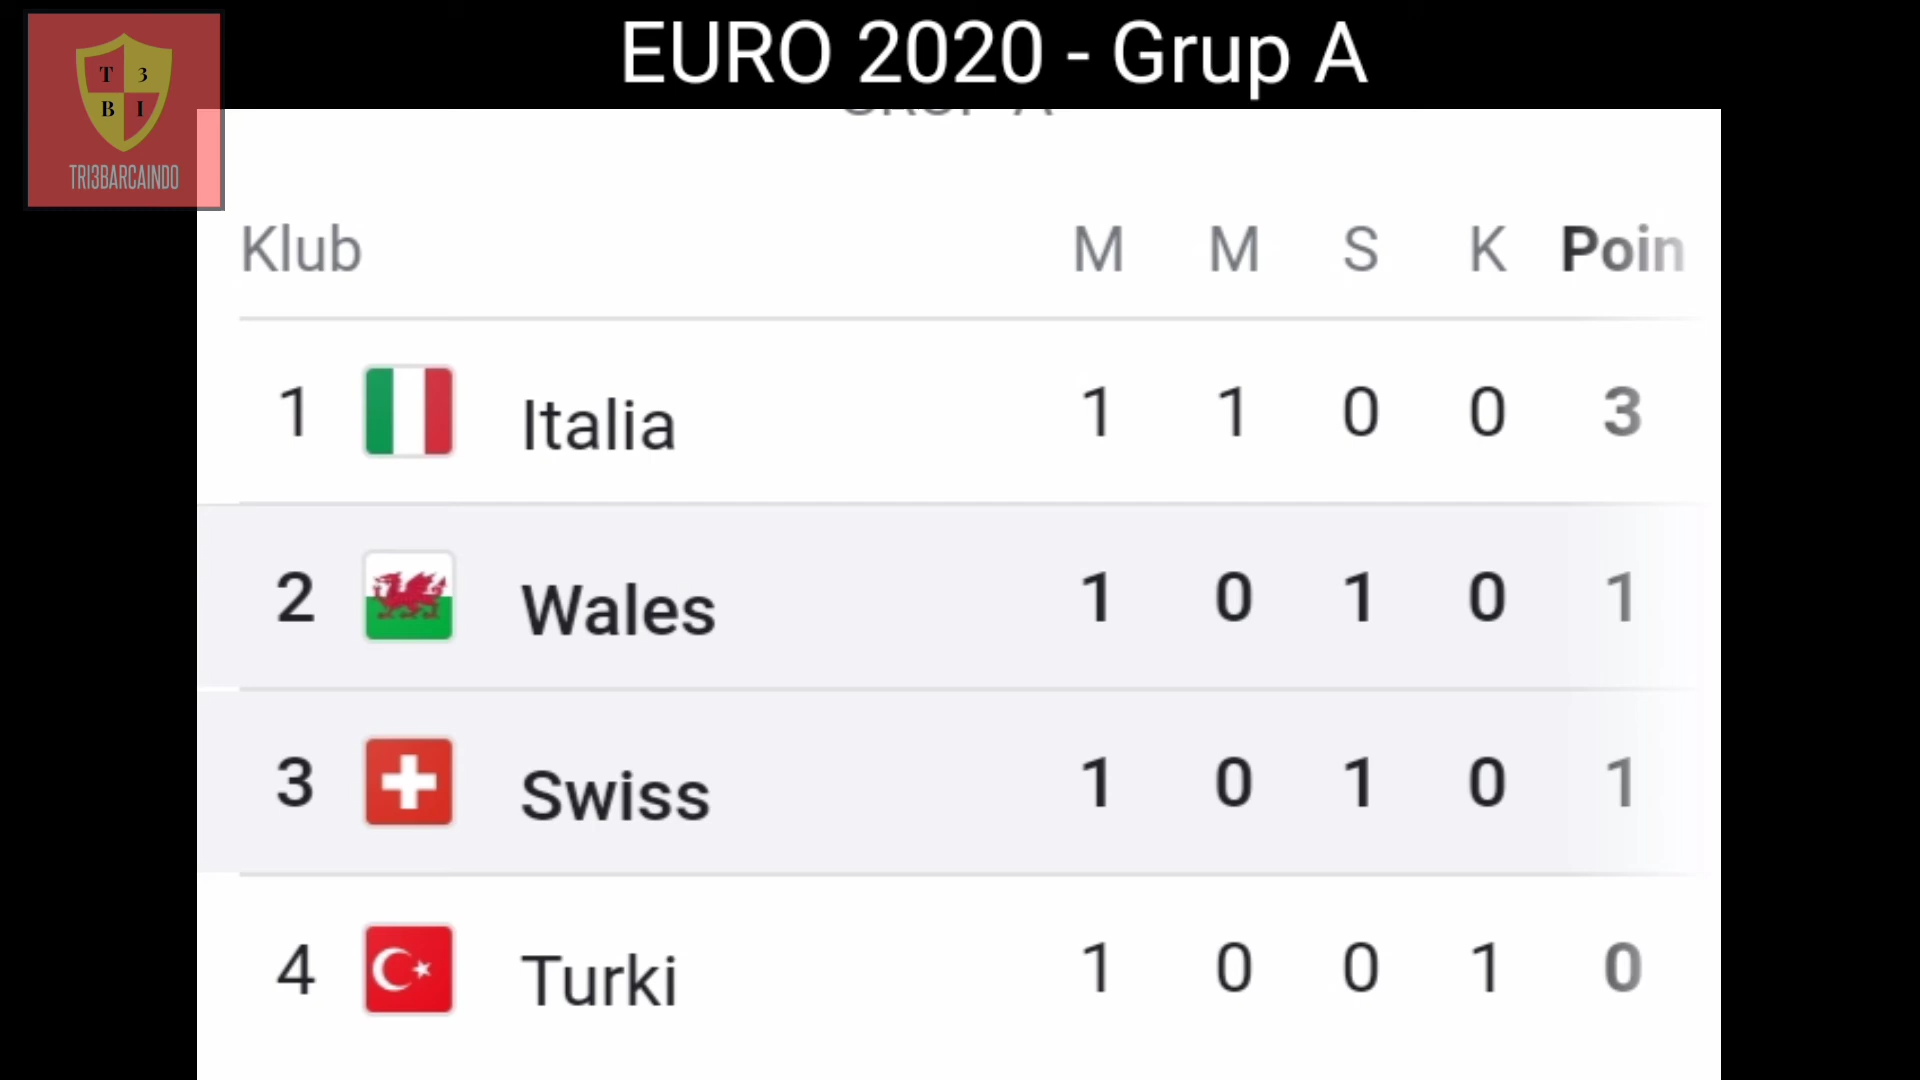 EURO 2020 - Grup A
T 3
B I
TRI3BARCAINDO
Klub M M S K Poin
1 Italia 1 1 0 0 3
2 Wales 1 0 1 0 1
3 Swiss 1 0 1 0 1
4 Turki 1 0 0 1 0